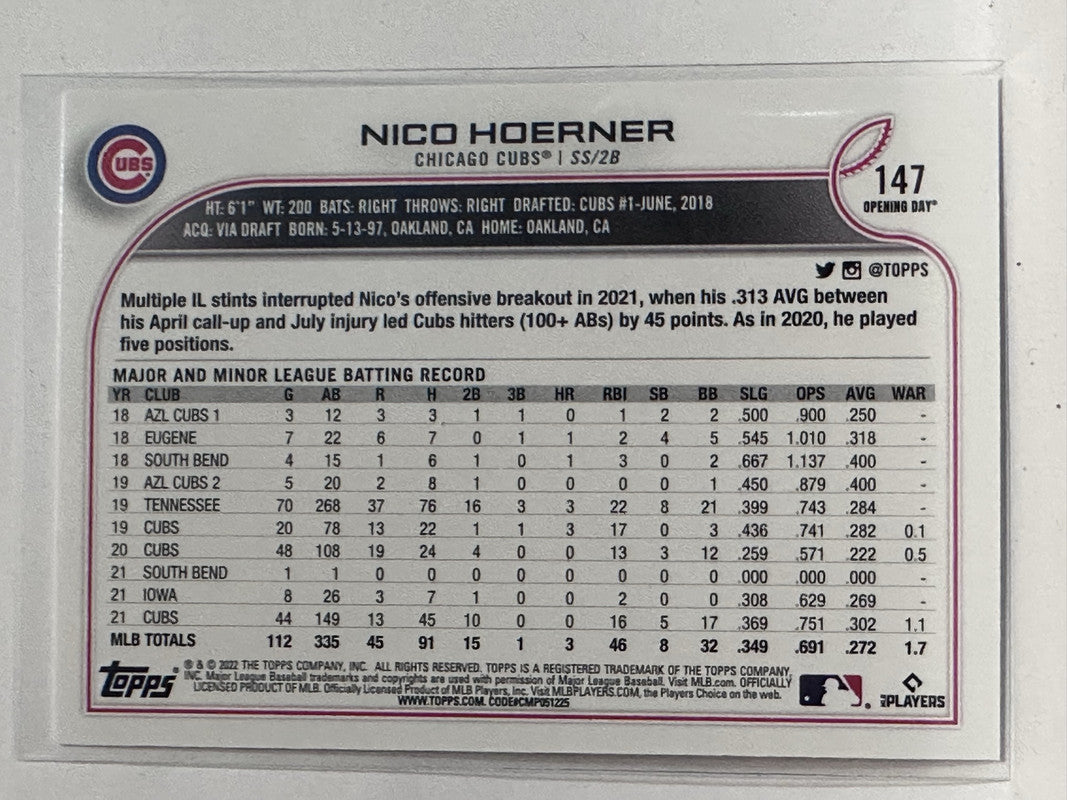 CUBS
NICO HOERNER
CHICAGO CUBS® | SS/2B
147
OPENING DAY®
HT: 6'1" WT: 200 BATS: RIGHT THROWS: RIGHT DRAFTED: CUBS #1-JUNE, 2018
ACQ: VIA DRAFT BORN: 5-13-97, OAKLAND, CA HOME: OAKLAND, CA
@TOPPS
Multiple IL stints interrupted Nico's offensive breakout in 2021, when his .313 AVG between
his April call-up and July injury led Cubs hitters (100+ ABs) by 45 points. As in 2020, he played
five positions.
MAJOR AND MINOR LEAGUE BATTING RECORD
YR CLUB G AB R H 2B 3B HR RBI SB BB SLG OPS AVG WAR
18 AZL CUBS 1 3 12 3 3 1 1 0 1 2 2 .500 .900 .250 -
18 EUGENE 7 22 6 7 0 1 1 2 4 5 .545 1.010 .318 -
18 SOUTH BEND 4 15 1 6 1 0 1 3 0 2 .667 1.137 .400 -
19 AZL CUBS 2 5 20 2 8 1 0 0 0 0 1 .450 .879 .400 -
19 TENNESSEE 70 268 37 76 16 3 3 22 8 21 .399 .743 .284 -
19 CUBS 20 78 13 22 1 1 3 17 0 3 .436 .741 .282 0.1
20 CUBS 48 108 19 24 4 0 0 13 3 12 .259 .571 .222 0.5
21 SOUTH BEND 1 1 0 0 0 0 0 0 0 0 .000 .000 .000 -
21 IOWA 8 26 3 7 1 0 0 2 0 0 .308 .629 .269 -
21 CUBS 44 149 13 45 10 0 0 16 5 17 .369 .751 .302 1.1
MLB TOTALS 112 335 45 91 15 1 3 46 8 32 .349 .691 .272 1.7
Topps
® & © 2022 THE TOPPS COMPANY, INC. ALL RIGHTS RESERVED. TOPPS IS A REGISTERED TRADEMARK OF THE TOPPS COMPANY,
INC. Major League Baseball trademarks and copyrights are used with permission of Major League Baseball. Visit MLB.com. OFFICIALLY
LICENSED PRODUCT OF MLB. Officially Licensed Product of MLB Players, Inc. Visit MLBPLAYERS.COM, the Players Choice on the web.
WWW.TOPPS.COM. CODE#CMP051225
MLB PLAYERS